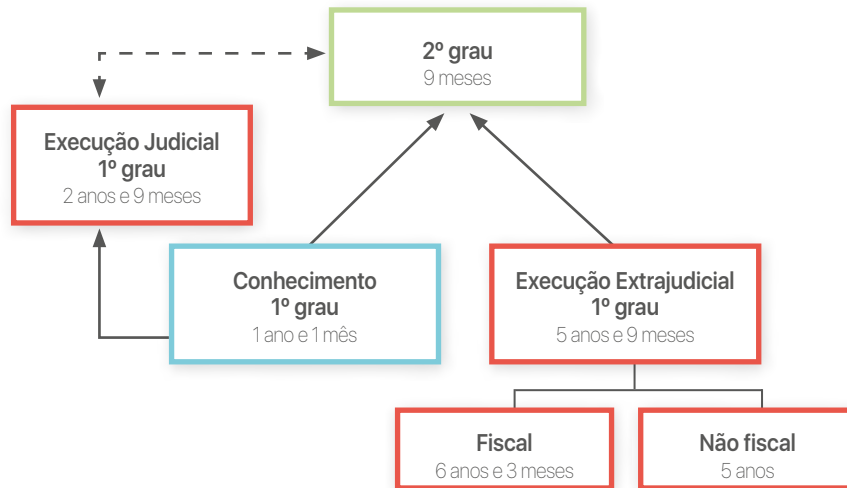 2º grau
9 meses
Execução Judicial
1º grau
2 anos e 9 meses
Conhecimento
1º grau
1 ano e 1 mês
Execução Extrajudicial
1º grau
5 anos e 9 meses
Fiscal
6 anos e 3 meses
Não fiscal
5 anos